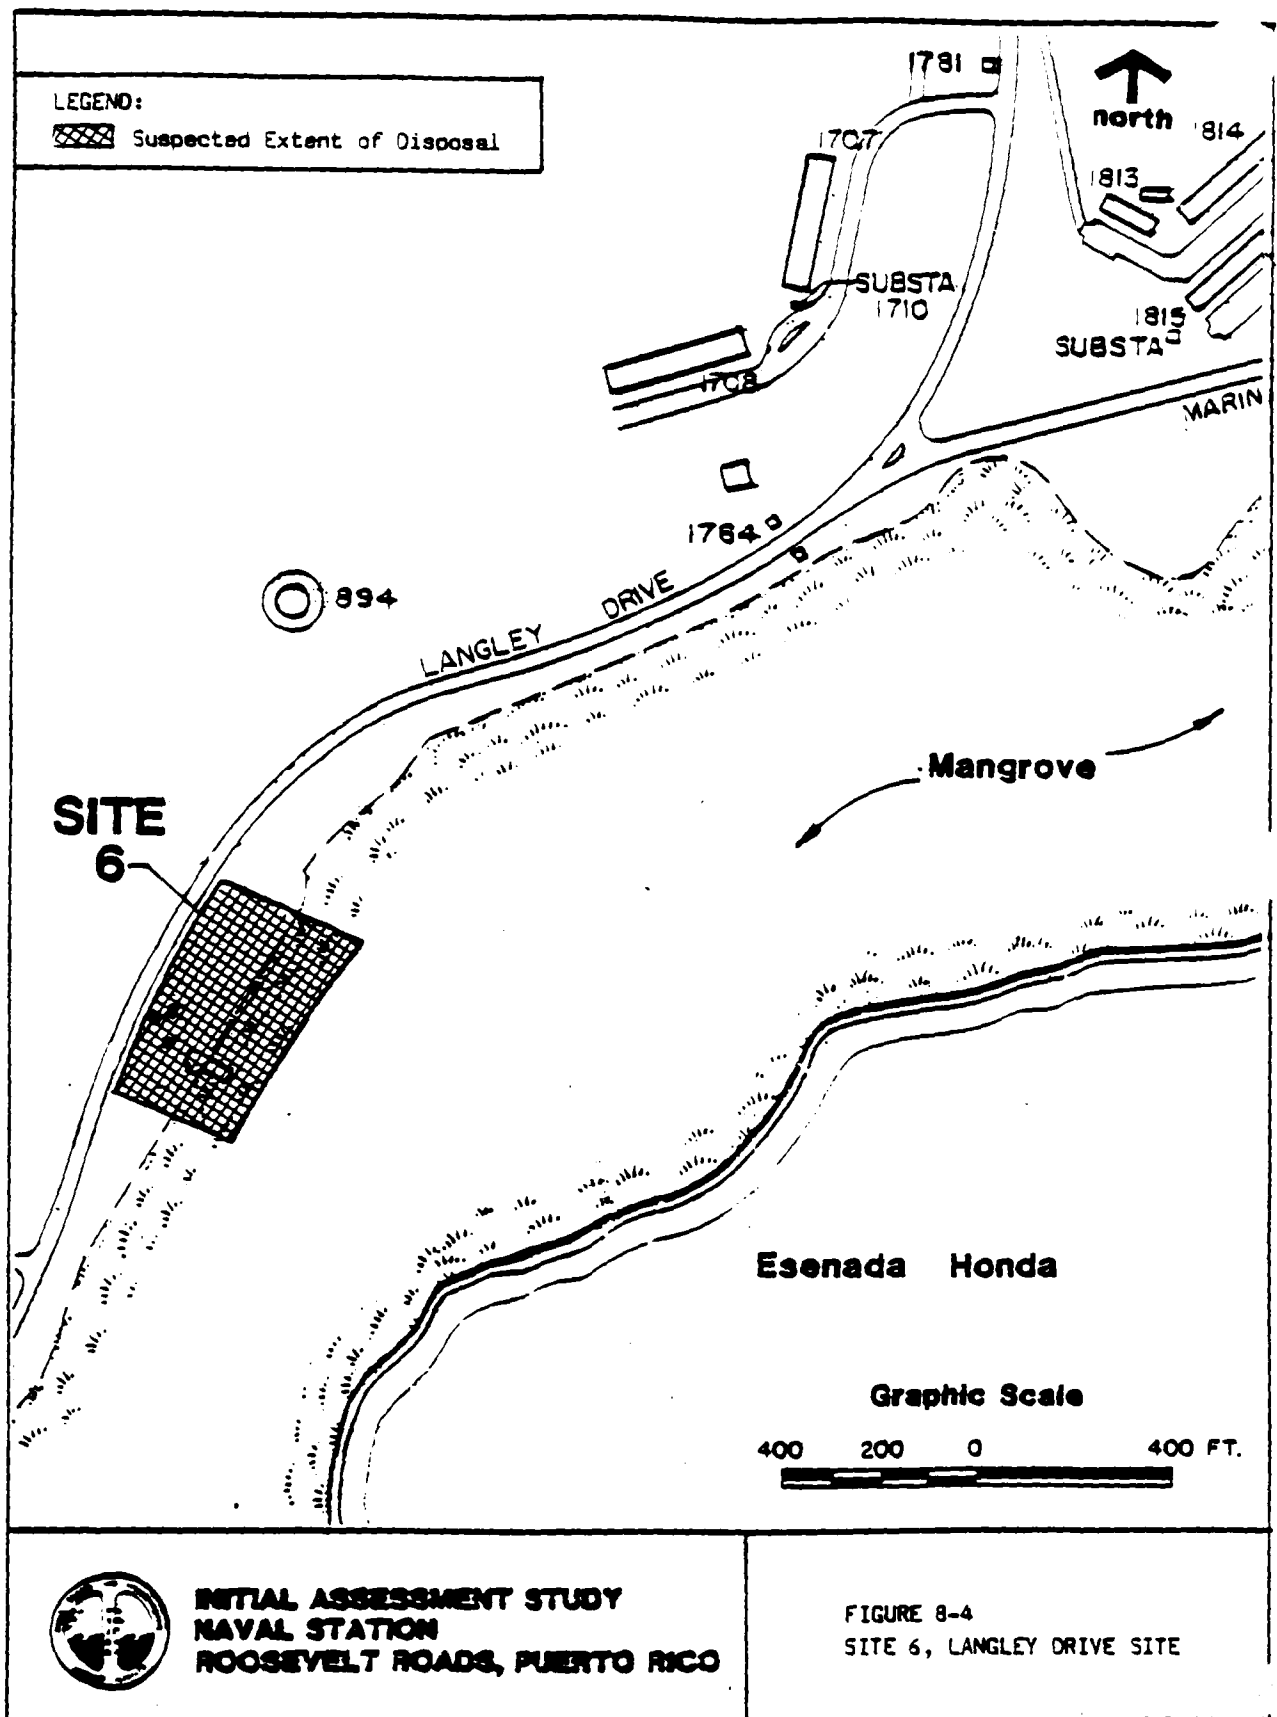 LEGEND:
Suspected Extent of Disposal
1781
north
1814
1707
1813
SUBSTA
1710
1815
SUBSTA
1708
MARIN
1764
894
LANGLEY DRIVE
Mangrove
SITE
6
Esenada Honda
Graphic Scale
400 200 0 400 FT.
INITIAL ASSESSMENT STUDY
NAVAL STATION
ROOSEVELT ROADS, PUERTO RICO
FIGURE 8-4
SITE 6, LANGLEY DRIVE SITE